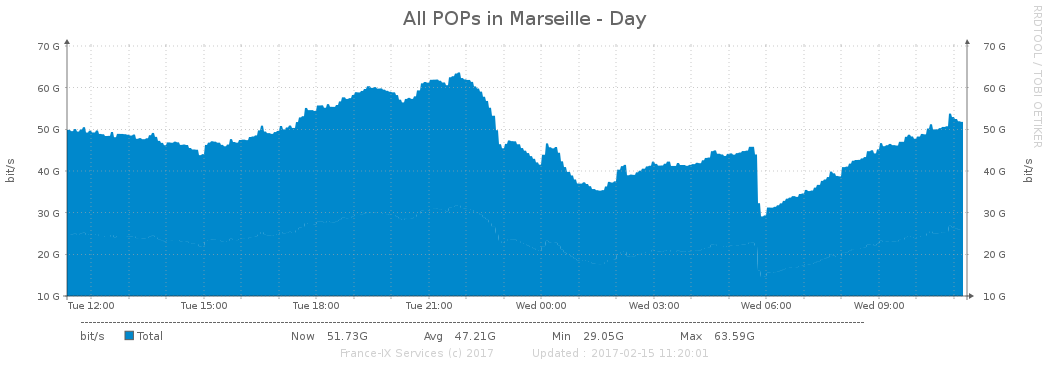 All POPs in Marseille - Day
RRDTOOL / TOBI OETIKER
70 G 70 G
60 G 60 G
50 G 50 G
40 G 40 G
30 G 30 G
20 G 20 G
10 G 10 G
bit/s bit/s
Tue 12:00 Tue 15:00 Tue 18:00 Tue 21:00 Wed 00:00 Wed 03:00 Wed 06:00 Wed 09:00
bit/s Total Now 51.73G Avg 47.21G Min 29.05G Max 63.59G
France-IX Services (c) 2017 Updated : 2017-02-15 11:20:01